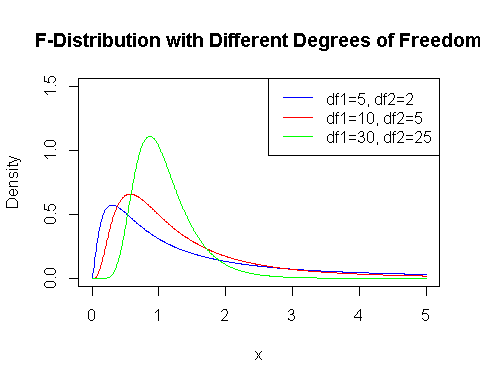 F-Distribution with Different Degrees of Freedom
df1=5, df2=2
df1=10, df2=5
df1=30, df2=25
Density
0.0
0.5
1.0
1.5
0 1 2 3 4 5
x